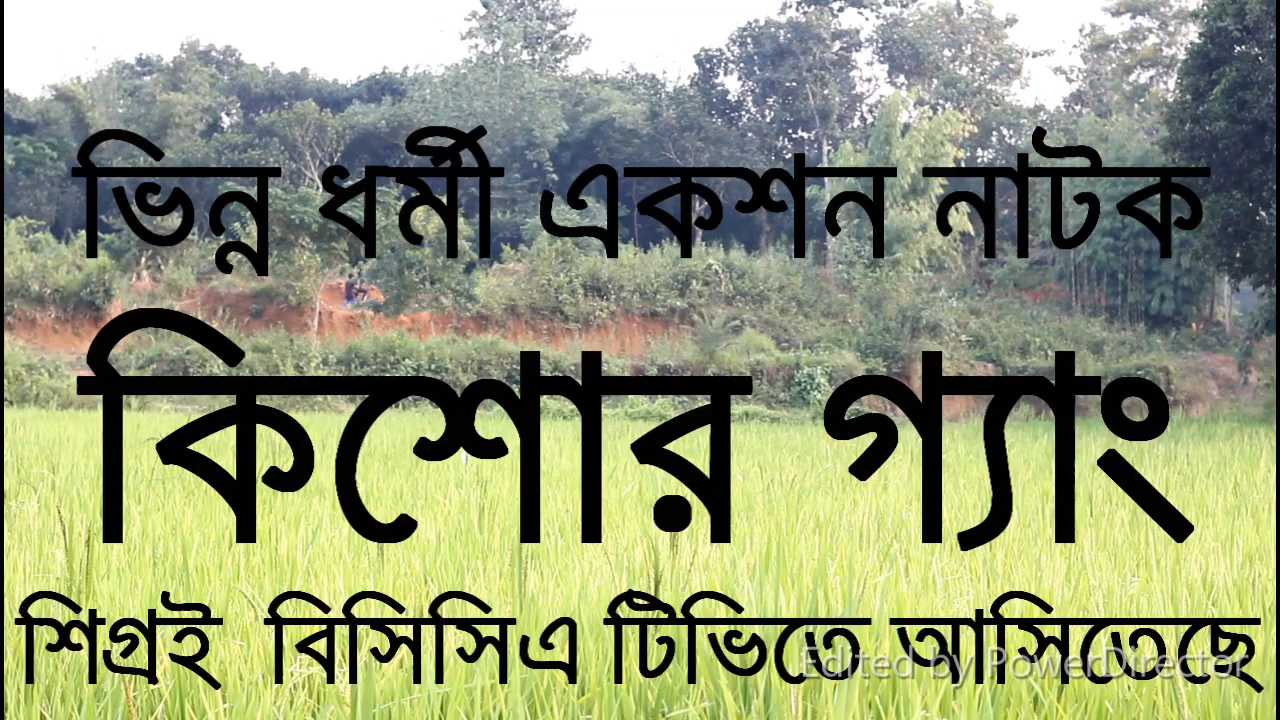 ভিন্ন ধর্মী একশন নাটক
কিশোর গ্যাং
শিগ্রই বিসিসিএ টিভিতে আসিতেছে
Edited by PowerDirector